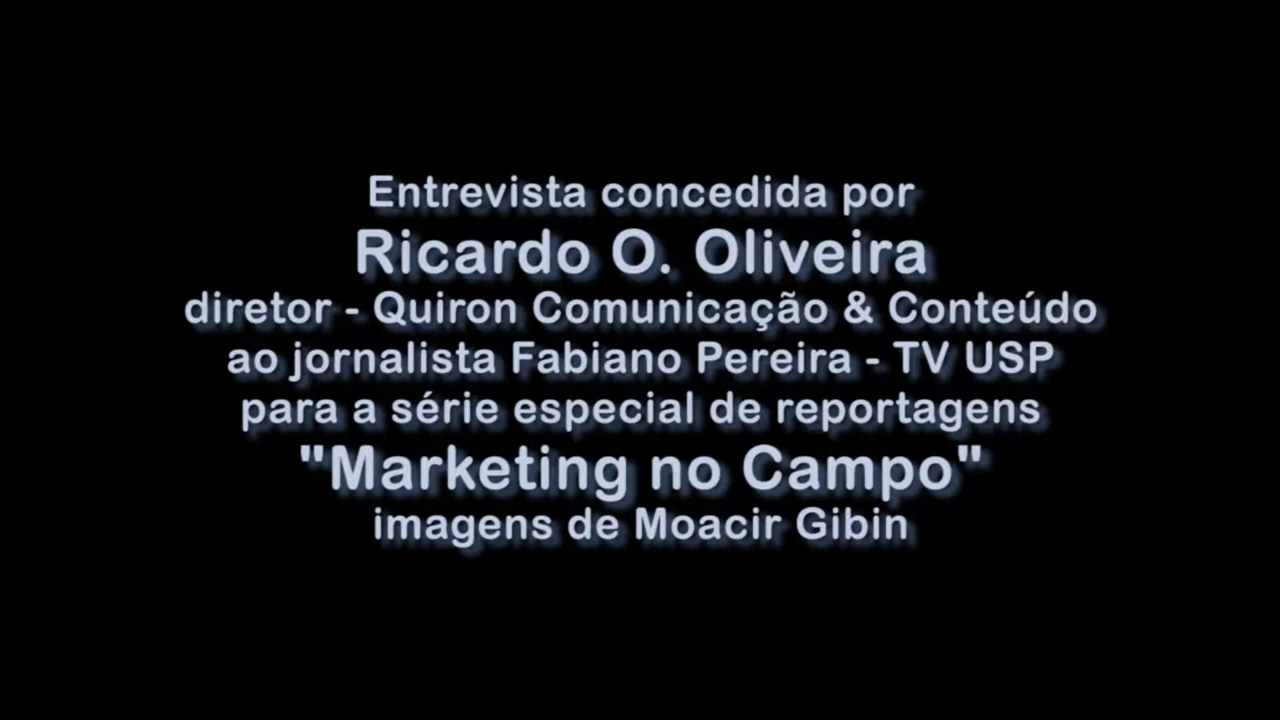 Entrevista concedida por
Ricardo O. Oliveira
diretor - Quiron Comunicação & Conteúdo
ao jornalista Fabiano Pereira - TV USP
para a série especial de reportagens
"Marketing no Campo"
imagens de Moacir Gibin